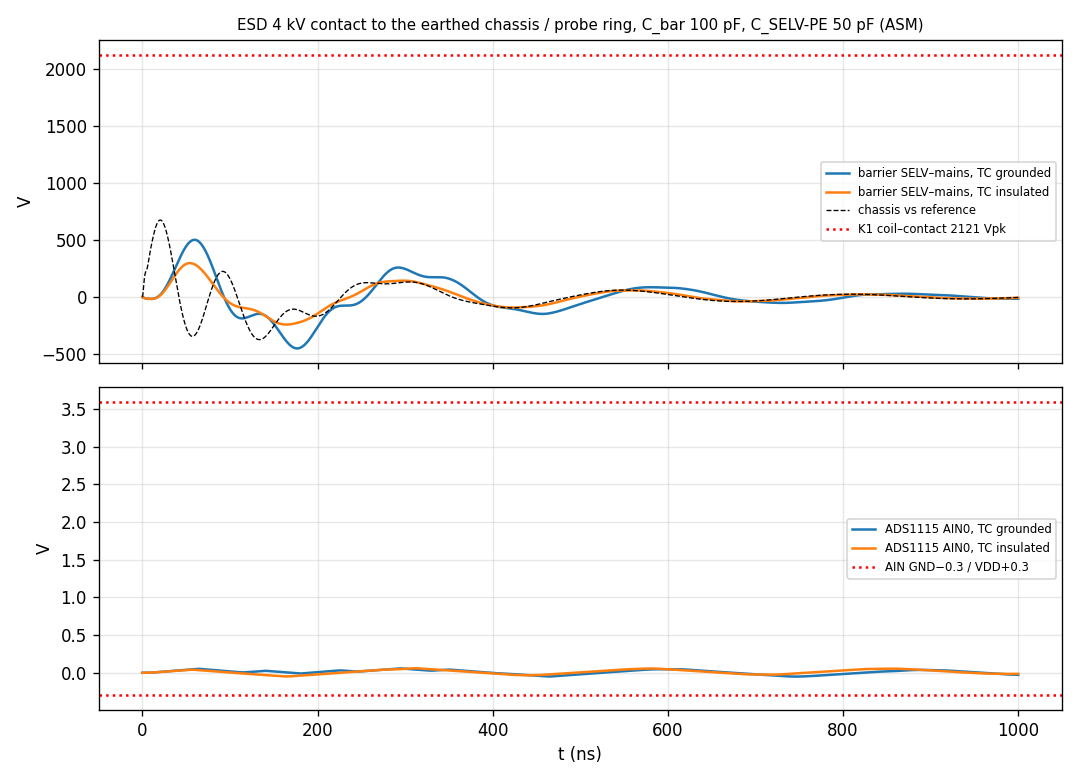 ESD 4 kV contact to the earthed chassis / probe ring, C_bar 100 pF, C_SELV-PE 50 pF (ASM)
V
2000
1500
1000
500
0
−500
barrier SELV–mains, TC grounded
barrier SELV–mains, TC insulated
chassis vs reference
K1 coil–contact 2121 Vpk
V
3.5
3.0
2.5
2.0
1.5
1.0
0.5
0.0
ADS1115 AIN0, TC grounded
ADS1115 AIN0, TC insulated
AIN GND−0.3 / VDD+0.3
0 200 400 600 800 1000
t (ns)